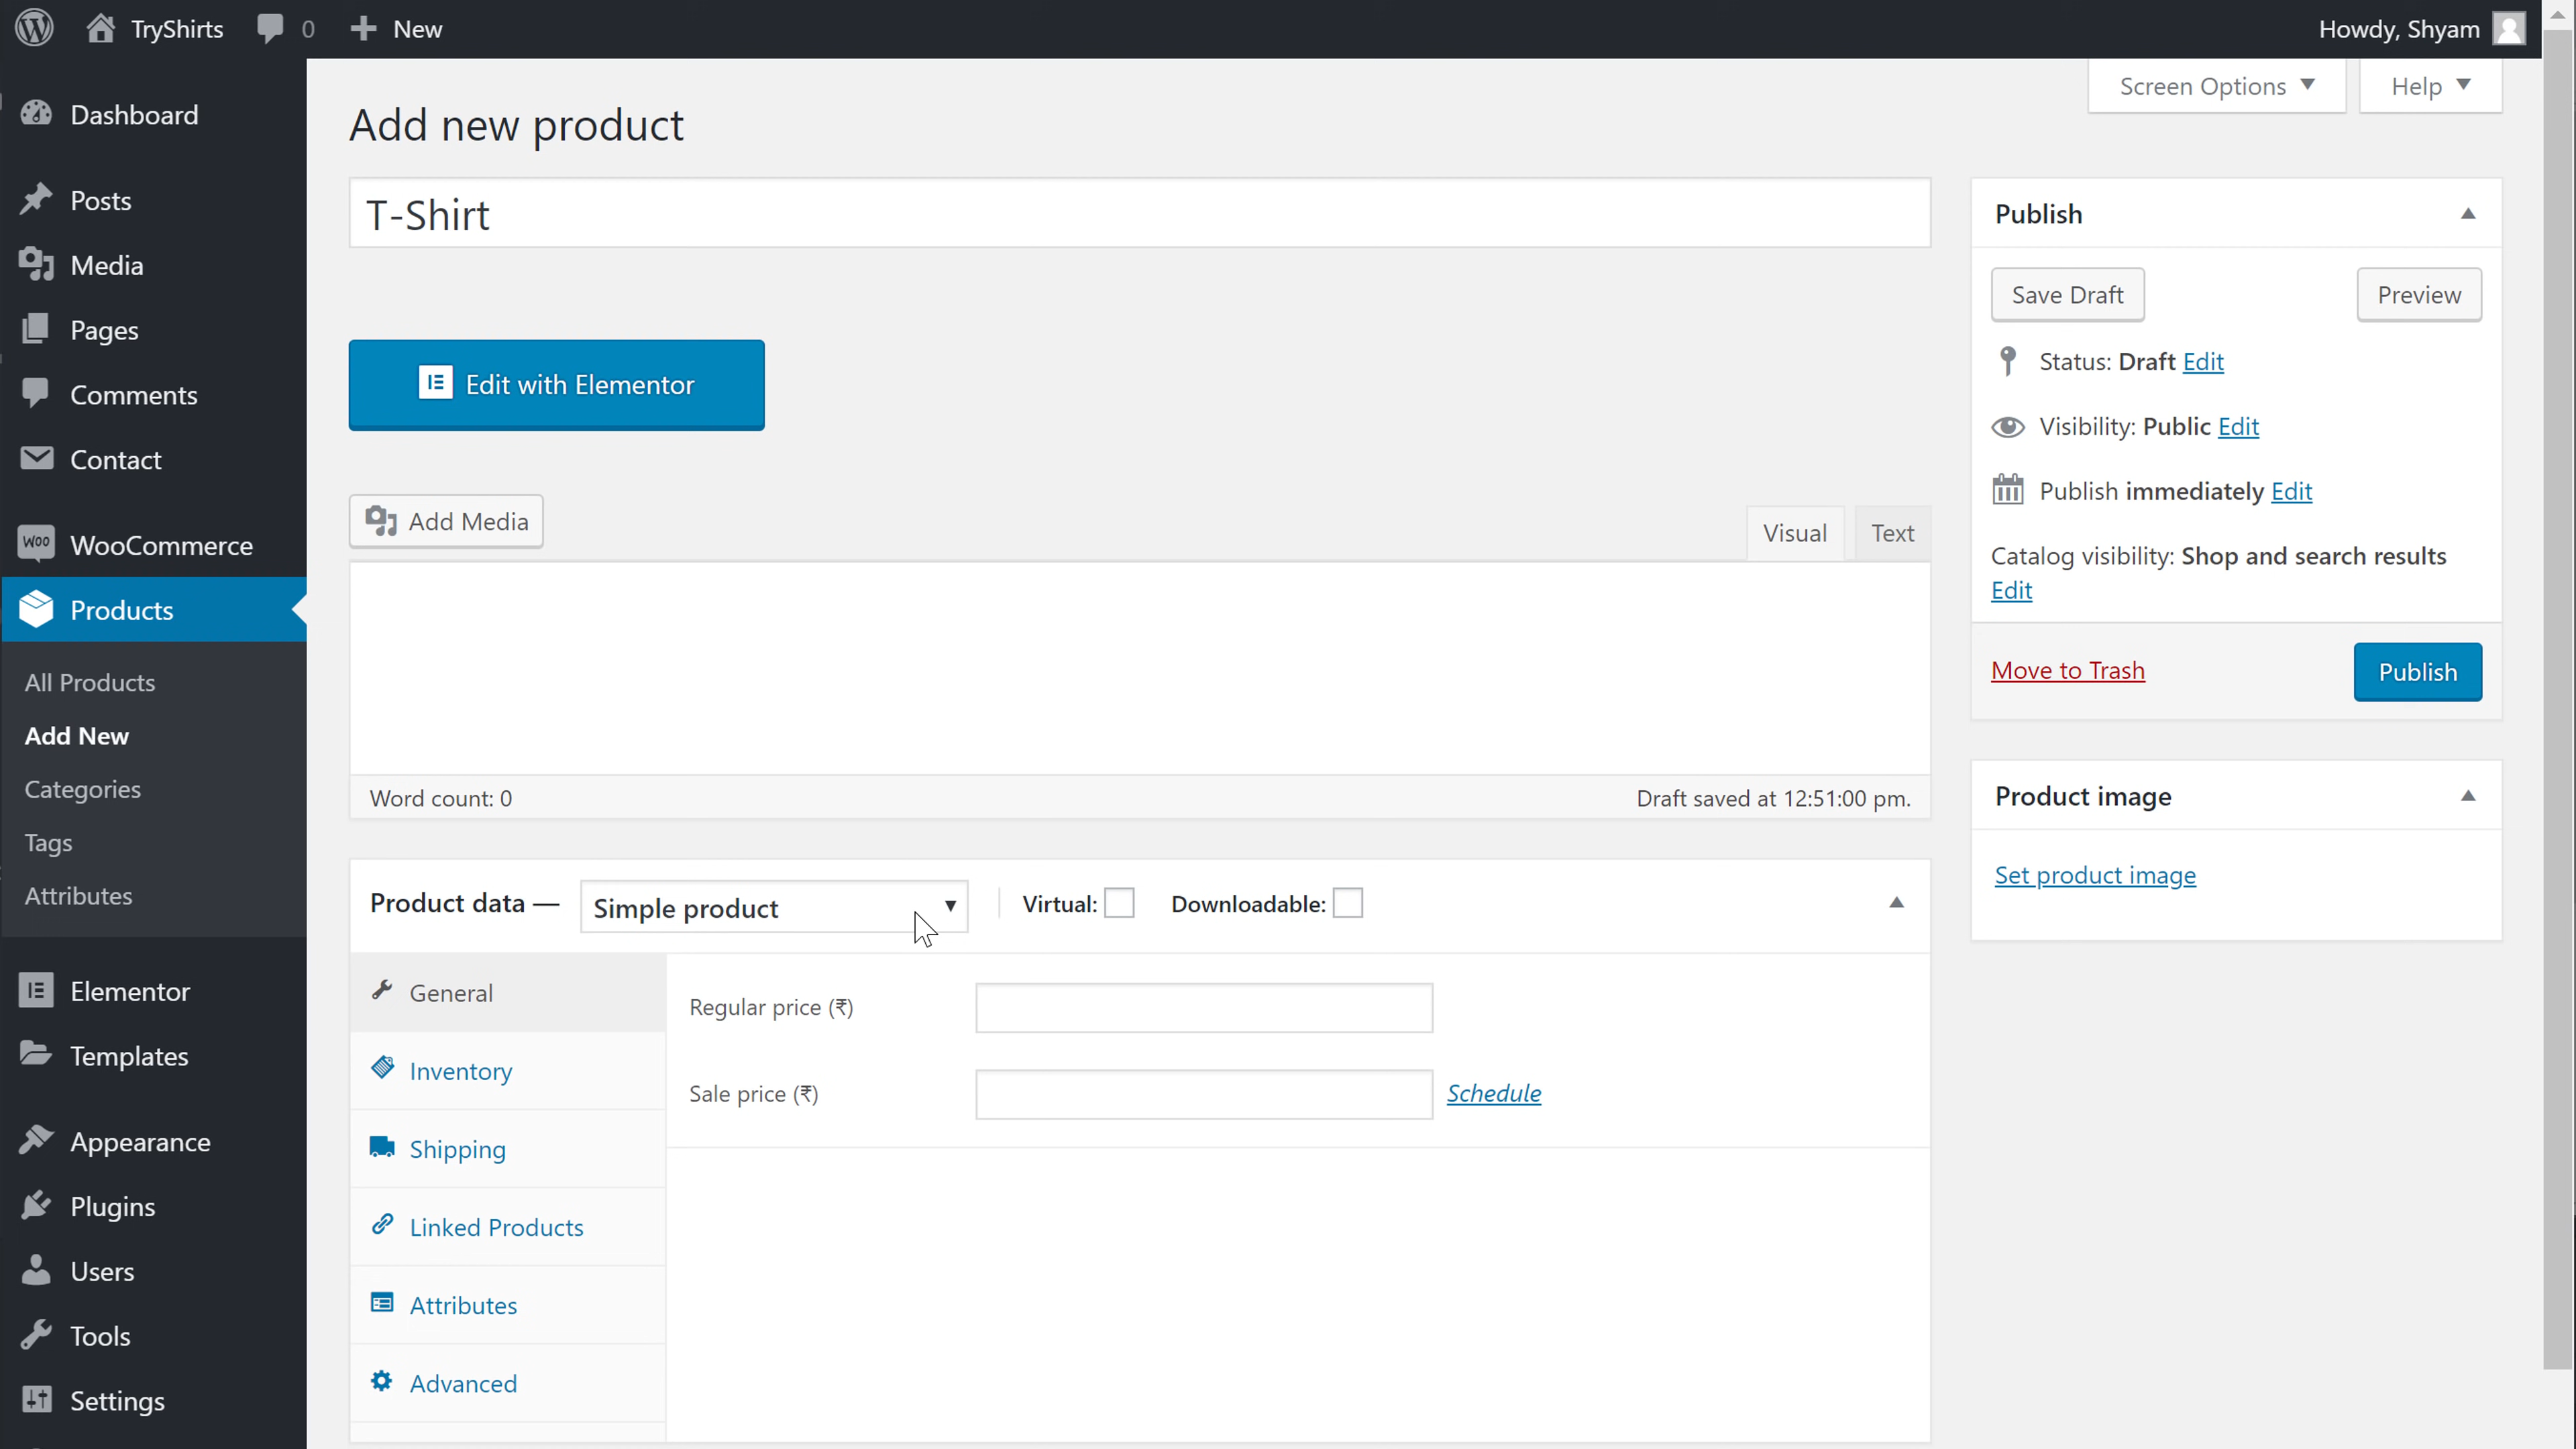 TryShirts 0 New Howdy, Shyam
Screen Options Help
Dashboard
Posts
Media
Pages
Comments
Contact
Woo WooCommerce
Products
All Products
Add New
Categories
Tags
Attributes
Elementor
Templates
Appearance
Plugins
Users
Tools
Settings
Add new product
T-Shirt
Edit with Elementor
Add Media
Visual Text
Word count: 0 Draft saved at 12:51:00 pm.
Product data — Simple product Virtual: Downloadable:
General
Inventory
Shipping
Linked Products
Attributes
Advanced
Regular price (₹)
Sale price (₹) Schedule
Publish
Save Draft Preview
Status: Draft Edit
Visibility: Public Edit
Publish immediately Edit
Catalog visibility: Shop and search results
Edit
Move to Trash Publish
Product image
Set product image